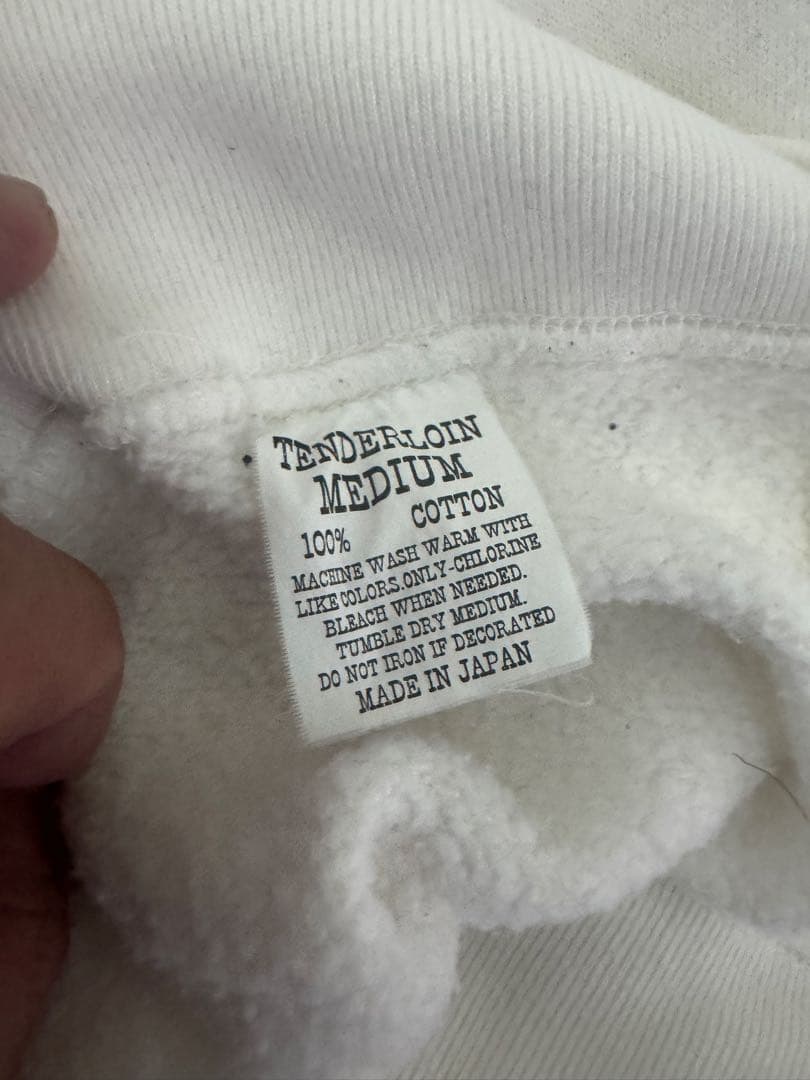 TENDERLOIN
MEDIUM
100% COTTON
MACHINE WASH WARM WITH
LIKE COLORS.ONLY-CHLORINE
BLEACH WHEN NEEDED.
TUMBLE DRY MEDIUM.
DO NOT IRON IF DECORATED
MADE IN JAPAN